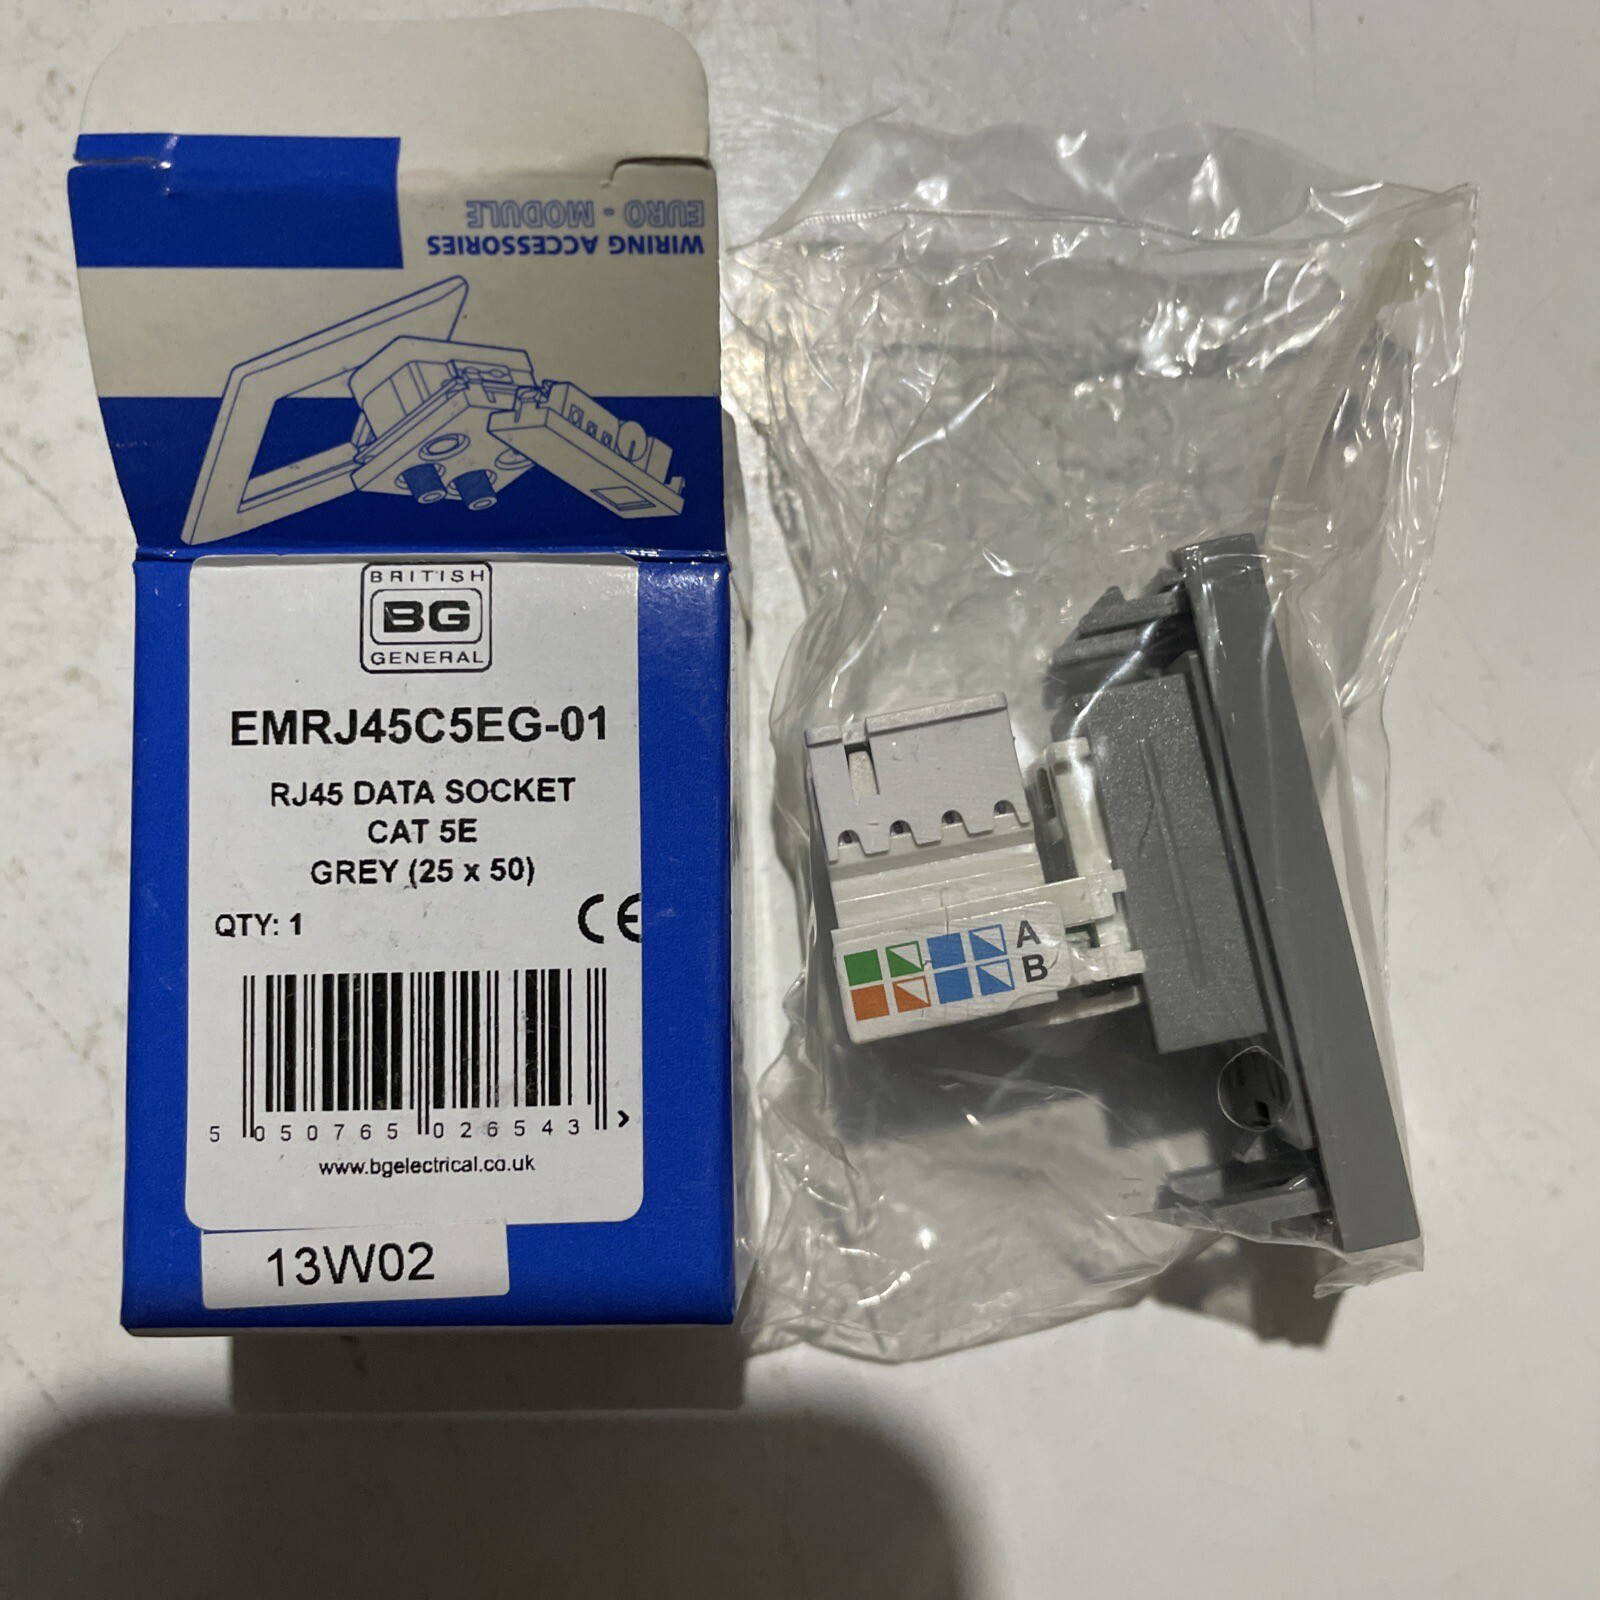 WIRING ACCESSORIES
EURO - MODULE
BRITISH
BG
GENERAL
EMRJ45C5EG-01
RJ45 DATA SOCKET
CAT 5E
GREY (25 x 50)
QTY: 1 CE
5 050765 026543 >
www.bgelectrical.co.uk
13W02
A
B